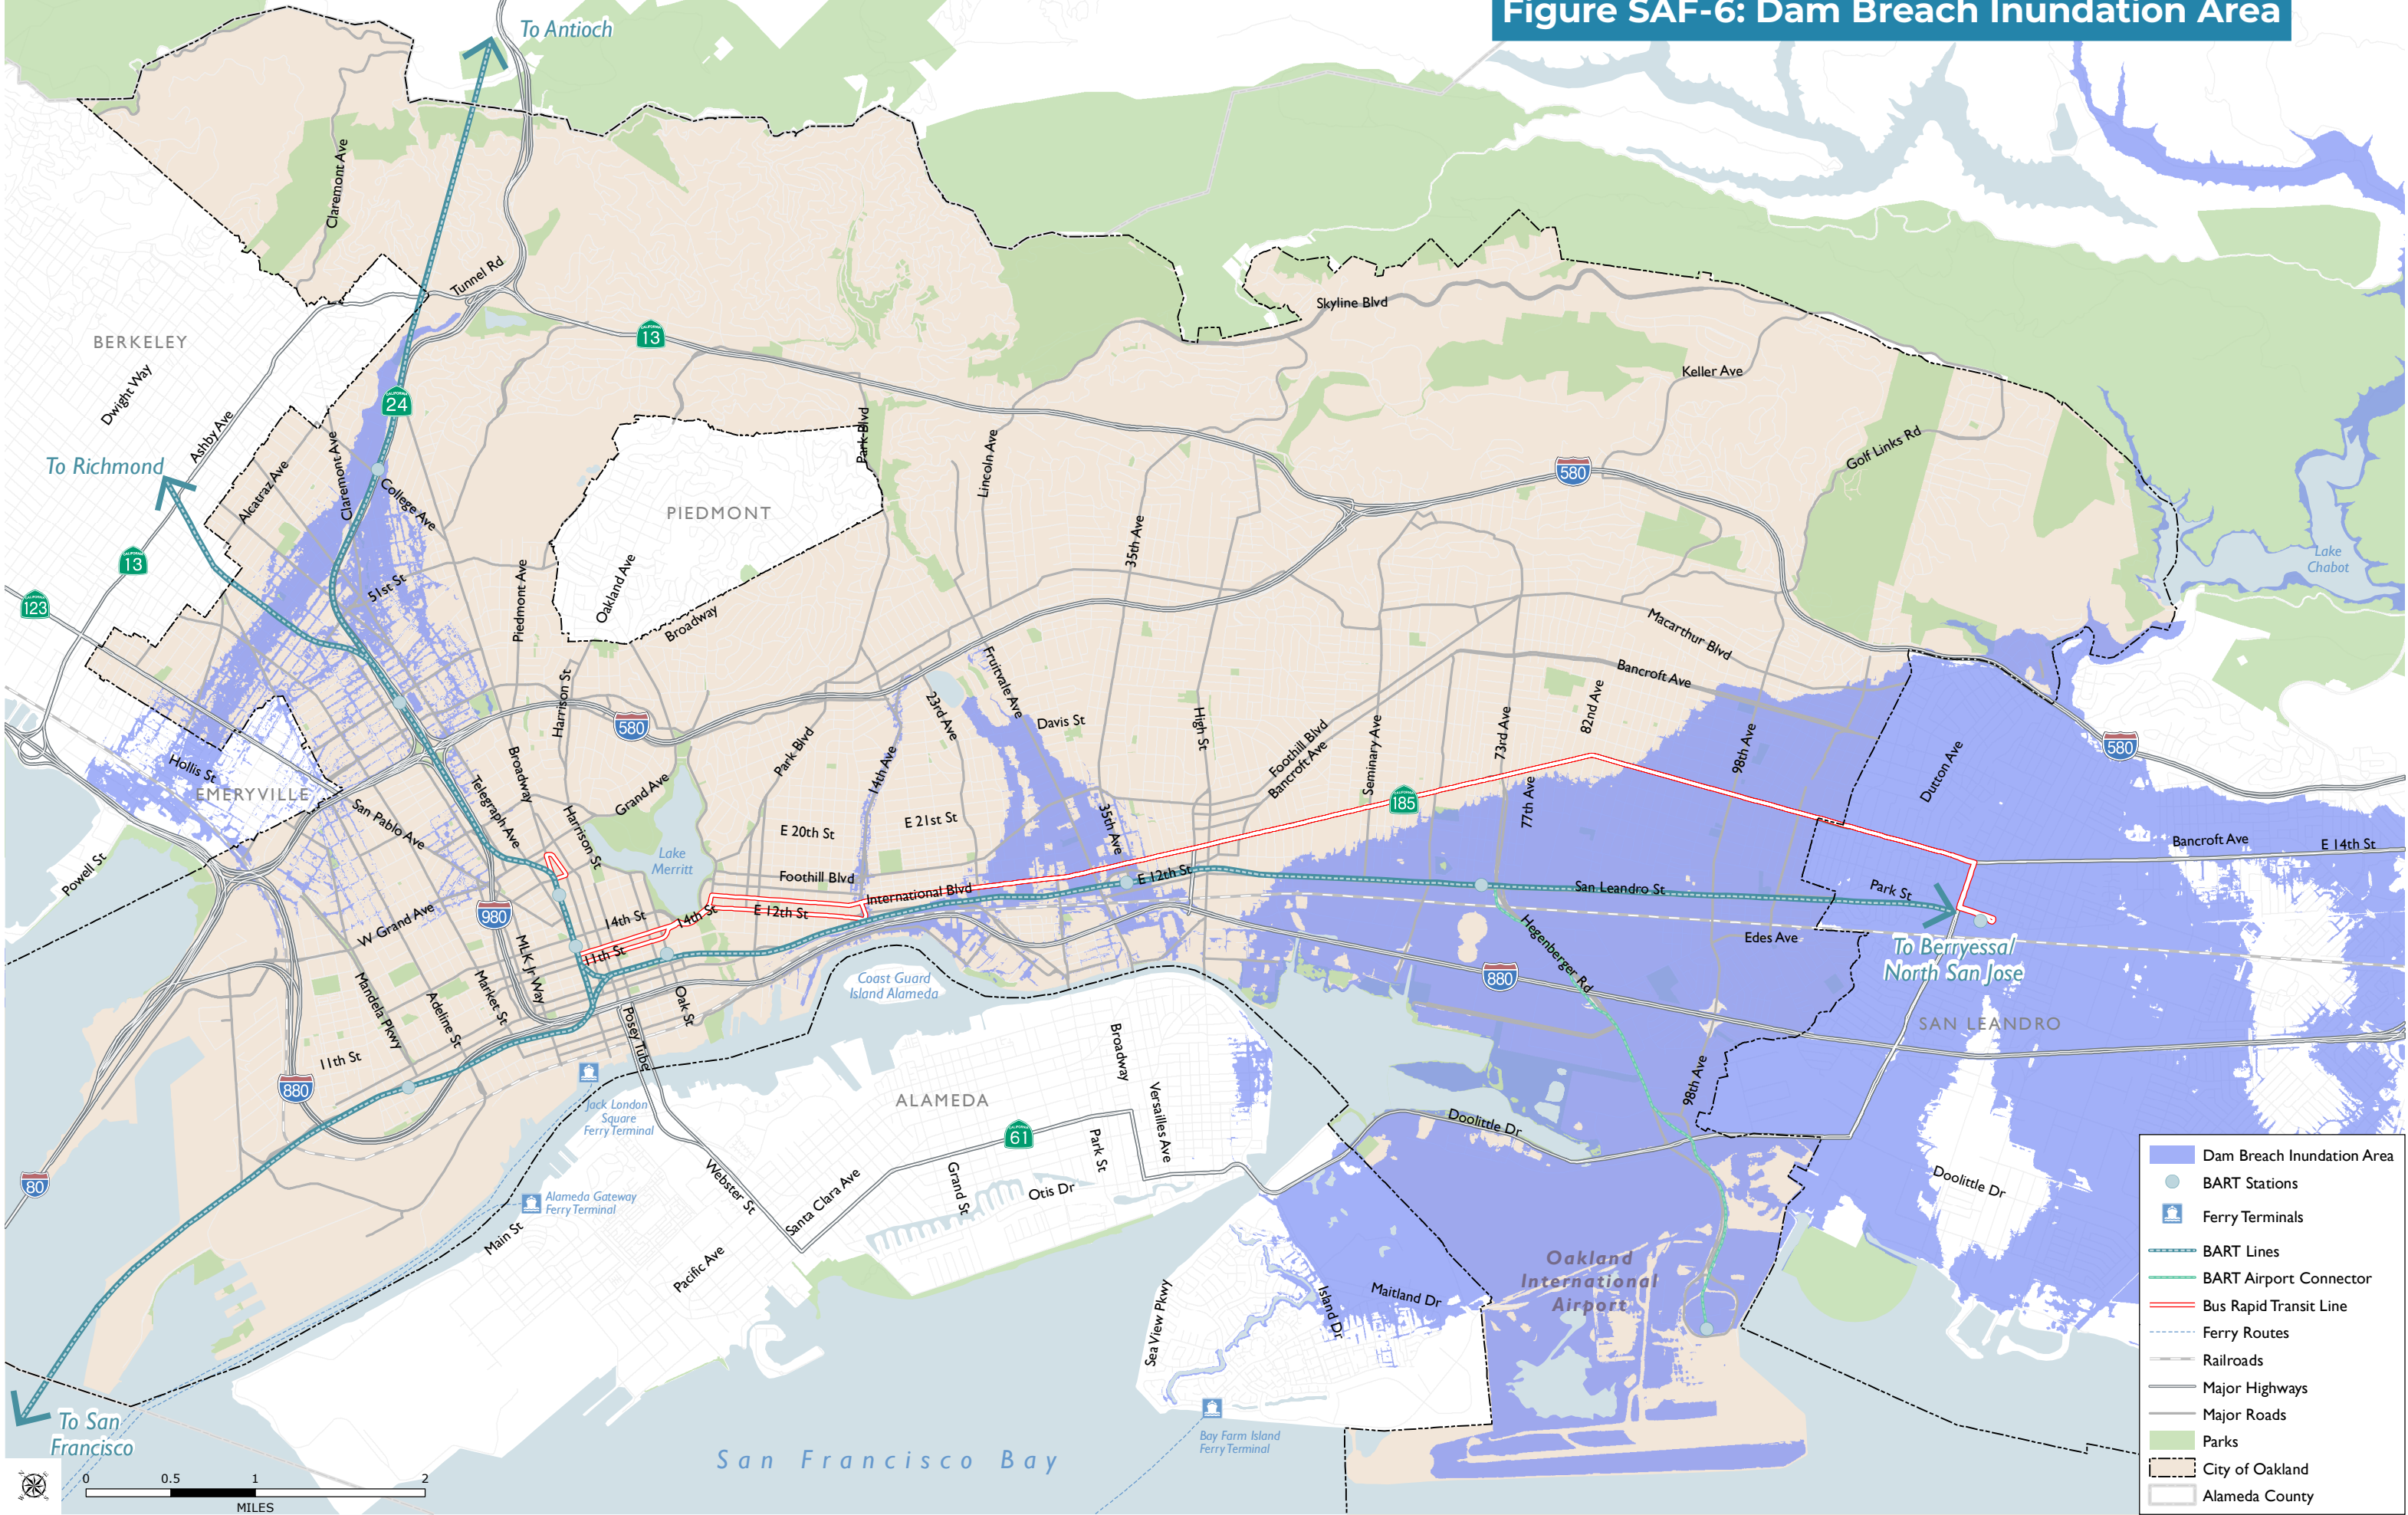 Figure SAF-6: Dam Breach Inundation Area
To Antioch
Claremont Ave
Tunnel Rd
13
Skyline Blvd
BERKELEY
Dwight Way
Ashby Ave
24
Keller Ave
To Richmond
Alcatraz Ave
Claremont Ave
College Ave
Park Blvd
Lincoln Ave
Golf Links Rd
580
PIEDMONT
35th Ave
13
123
51st St
Piedmont Ave
Oakland Ave
Broadway
Lake
Chabot
Macarthur Blvd
Bancroft Ave
Harrison St
580
Fruitvale Ave
23rd Ave
Davis St
High St
Foothill Blvd
Bancroft Ave
Seminary Ave
73rd Ave
82nd Ave
98th Ave
Dutton Ave
580
Hollis St
EMERYVILLE
San Pablo Ave
Telegraph Ave
Broadway
Harrison St
Grand Ave
Park Blvd
14th Ave
E 20th St
E 21st St
35th Ave
185
77th Ave
Bancroft Ave
E 14th St
Powell St
Lake
Merritt
Foothill Blvd
International Blvd
E 12th St
E 12th St
San Leandro St
Park St
980
W Grand Ave
14th St
14th St
11th St
MLK Jr Way
Market St
Adeline St
Mandela Pkwy
Oak St
Posey Tube
11th St
880
Coast Guard
Island Alameda
880
Hegenberger Rd
Edes Ave
To Berryessa/
North San Jose
SAN LEANDRO
98th Ave
Jack London
Square
Ferry Terminal
ALAMEDA
Broadway
Versailles Ave
61
Park St
Doolittle Dr
Doolittle Dr
80
Alameda Gateway
Ferry Terminal
Main St
Webster St
Santa Clara Ave
Grand St
Otis Dr
Pacific Ave
Sea View Pkwy
Island Dr
Maitland Dr
Oakland
International
Airport
To San
Francisco
San Francisco Bay
Bay Farm Island
Ferry Terminal
0 0.5 1 2
MILES
Dam Breach Inundation Area
BART Stations
Ferry Terminals
BART Lines
BART Airport Connector
Bus Rapid Transit Line
Ferry Routes
Railroads
Major Highways
Major Roads
Parks
City of Oakland
Alameda County